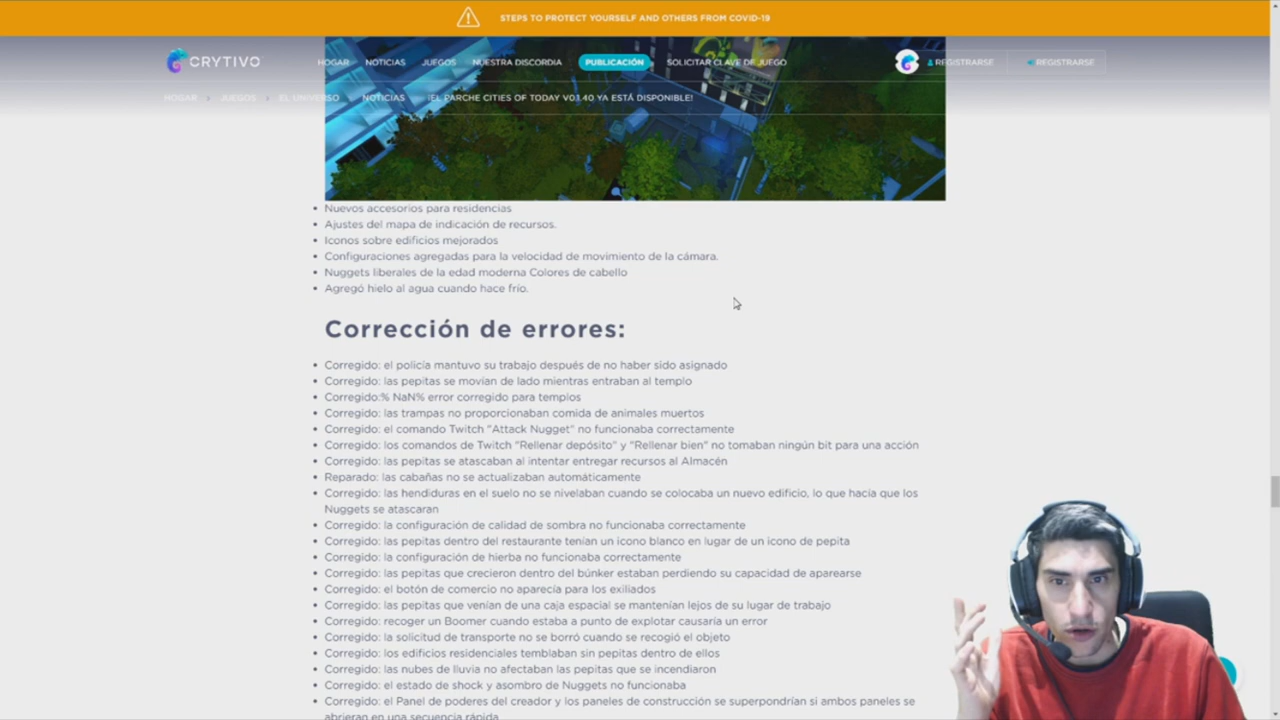 STEPS TO PROTECT YOURSELF AND OTHERS FROM COVID-19
CRYTIVO
HOGAR NOTICIAS JUEGOS NUESTRA DISCORDIA PUBLICACIÓN SOLICITAR CLAVE DE JUEGO REGISTRARSE REGISTRARSE
HOGAR > JUEGOS > EL UNIVERSO > NOTICIAS > ¡EL PARCHE CITIES OF TODAY V0.1.40 YA ESTÁ DISPONIBLE!
• Nuevos accesorios para residencias
• Ajustes del mapa de indicación de recursos.
• Iconos sobre edificios mejorados
• Configuraciones agregadas para la velocidad de movimiento de la cámara.
• Nuggets liberales de la edad moderna Colores de cabello
• Agregó hielo al agua cuando hace frío.
Corrección de errores:
• Corregido: el policía mantuvo su trabajo después de no haber sido asignado
• Corregido: las pepitas se movían de lado mientras entraban al templo
• Corregido:% NaN% error corregido para templos
• Corregido: las trampas no proporcionaban comida de animales muertos
• Corregido: el comando Twitch "Attack Nugget" no funcionaba correctamente
• Corregido: los comandos de Twitch "Rellenar depósito" y "Rellenar bien" no tomaban ningún bit para una acción
• Corregido: las pepitas se atascaban al intentar entregar recursos al Almacén
• Reparado: las cabañas no se actualizaban automáticamente
• Corregido: las hendiduras en el suelo no se nivelaban cuando se colocaba un nuevo edificio, lo que hacía que los
Nuggets se atascaran
• Corregido: la configuración de calidad de sombra no funcionaba correctamente
• Corregido: las pepitas dentro del restaurante tenían un icono blanco en lugar de un icono de pepita
• Corregido: la configuración de hierba no funcionaba correctamente
• Corregido: las pepitas que crecieron dentro del búnker estaban perdiendo su capacidad de aparearse
• Corregido: el botón de comercio no aparecía para los exiliados
• Corregido: las pepitas que venían de una caja espacial se mantenían lejos de su lugar de trabajo
• Corregido: recoger un Boomer cuando estaba a punto de explotar causaría un error
• Corregido: la solicitud de transporte no se borró cuando se recogió el objeto
• Corregido: los edificios residenciales temblaban sin pepitas dentro de ellos
• Corregido: las nubes de lluvia no afectaban las pepitas que se incendiaron
• Corregido: el estado de shock y asombro de Nuggets no funcionaba
• Corregido: el Panel de poderes del creador y los paneles de construcción se superpondrían si ambos paneles se
abrieran en una secuencia rápida